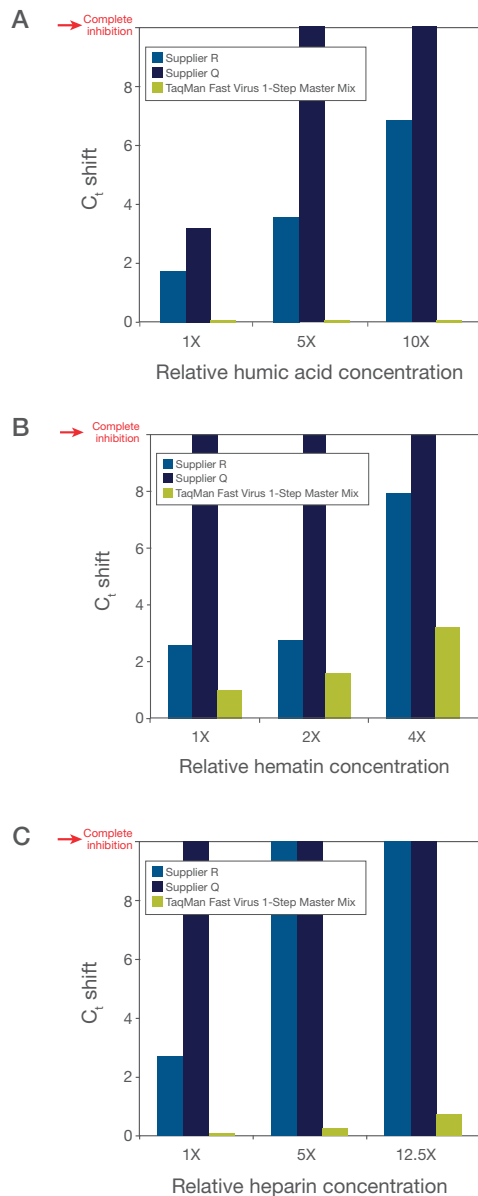 A
Complete
inhibition
Supplier R
Supplier Q
TaqMan Fast Virus 1-Step Master Mix
8
6
4
2
0
Ct shift
1X 5X 10X
Relative humic acid concentration
B
Complete
inhibition
Supplier R
Supplier Q
TaqMan Fast Virus 1-Step Master Mix
8
6
4
2
0
Ct shift
1X 2X 4X
Relative hematin concentration
C
Complete
inhibition
Supplier R
Supplier Q
TaqMan Fast Virus 1-Step Master Mix
8
6
4
2
0
Ct shift
1X 5X 12.5X
Relative heparin concentration